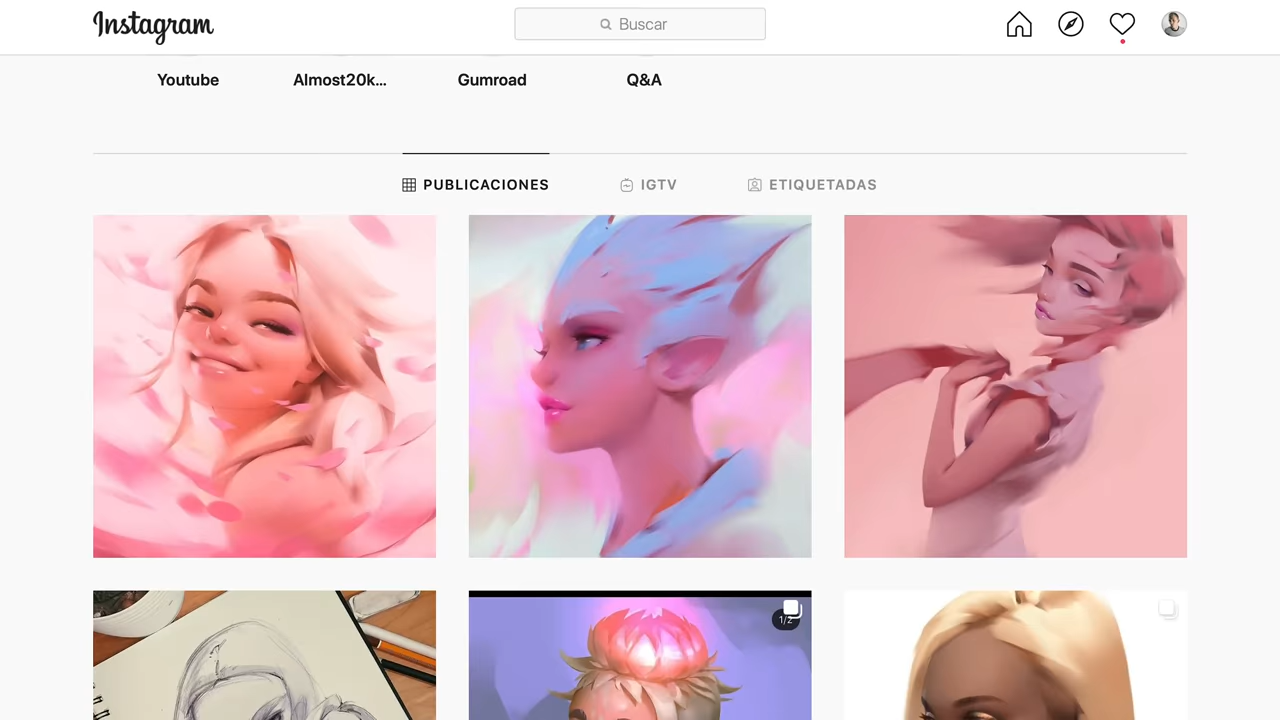 Instagram
Buscar
Youtube
Almost20k...
Gumroad
Q&A
PUBLICACIONES
IGTV
ETIQUETADAS
1/2